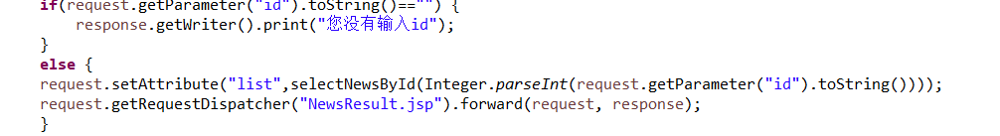 if(request.getParameter("id").toString()=="") {
response.getWriter().print("您没有输入id");
}
else {
request.setAttribute("list",selectNewsById(Integer.parseInt(request.getParameter("id").toString())));
request.getRequestDispatcher("NewsResult.jsp").forward(request, response);
}